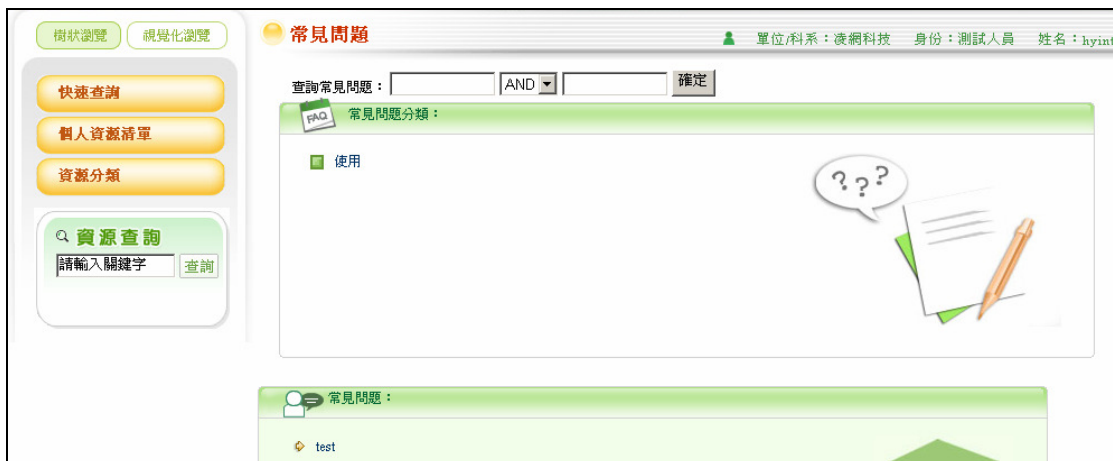 樹狀瀏覽 視覺化瀏覽
快速查詢
個人資源清單
資源分類
資源查詢
請輸入關鍵字 查詢
常見問題
單位/科系：凌網科技 身份：測試人員 姓名：hyint
查詢常見問題： AND 確定
FAQ 常見問題分類：
使用
???
常見問題：
test